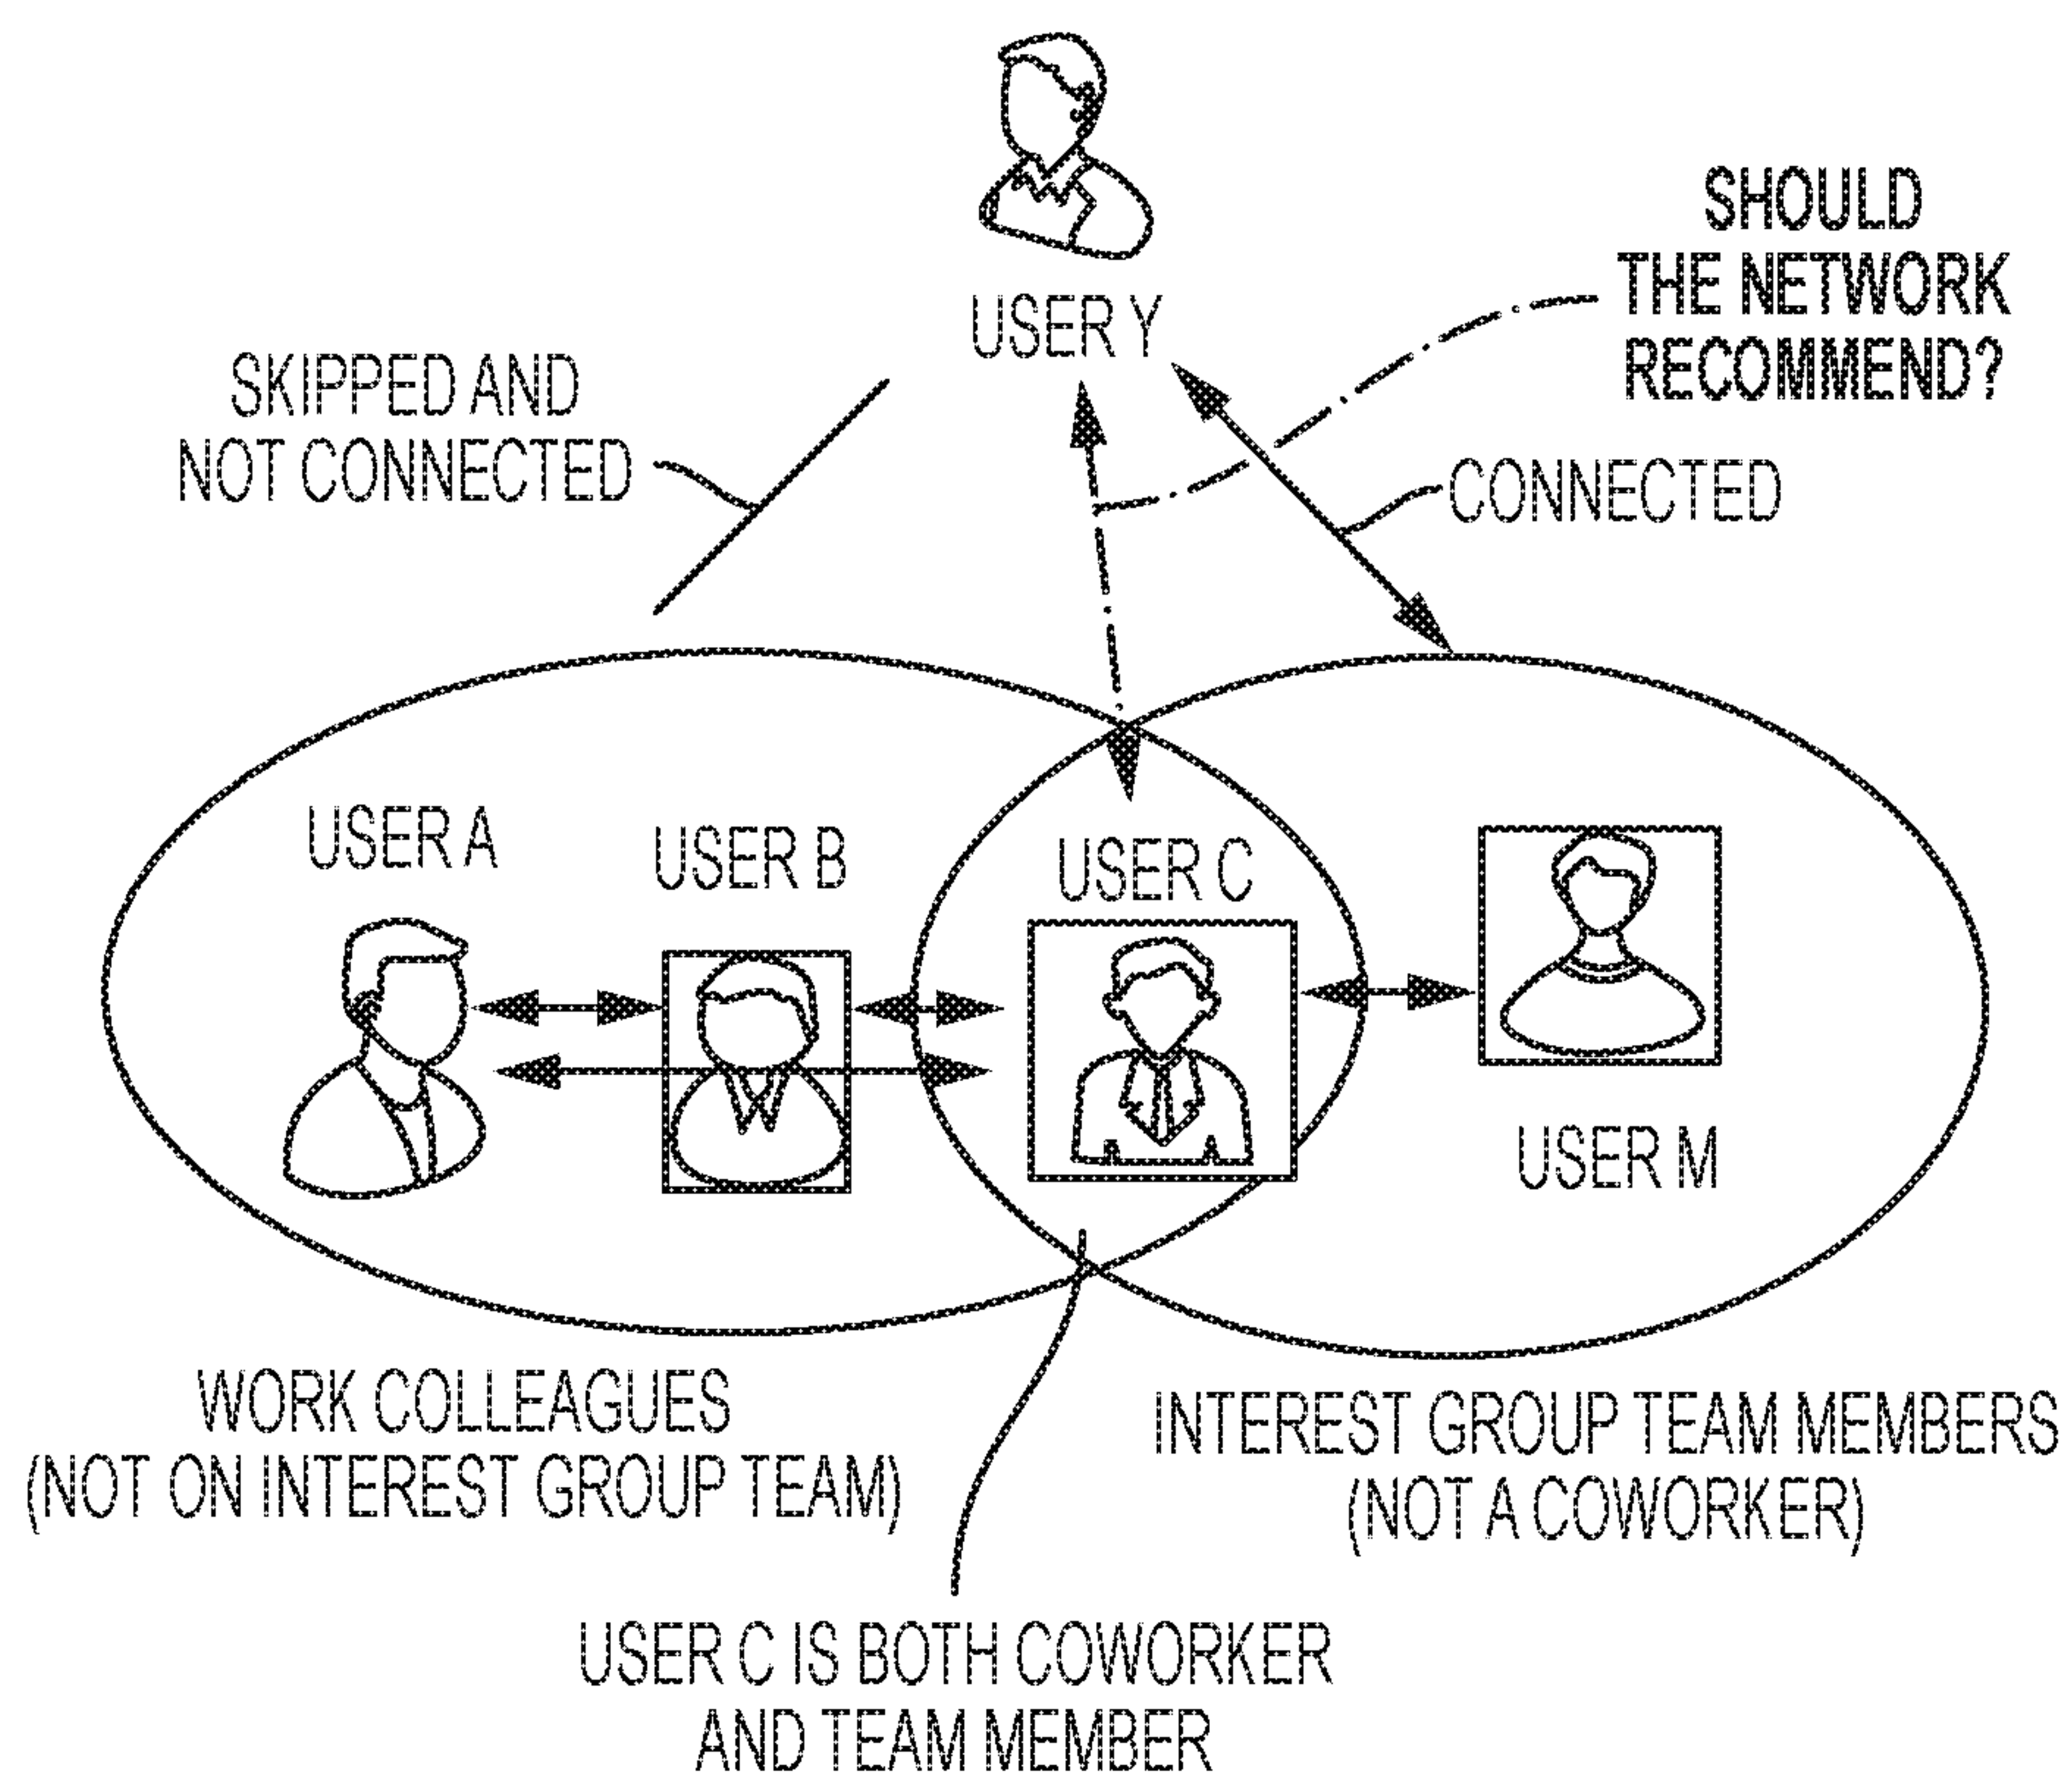 USER Y
SHOULD
THE NETWORK
RECOMMEND?
SKIPPED AND
NOT CONNECTED
CONNECTED
USER A
USER B
USER C
USER M
WORK COLLEAGUES
(NOT ON INTEREST GROUP TEAM)
INTEREST GROUP TEAM MEMBERS
(NOT A COWORKER)
USER C IS BOTH COWORKER
AND TEAM MEMBER